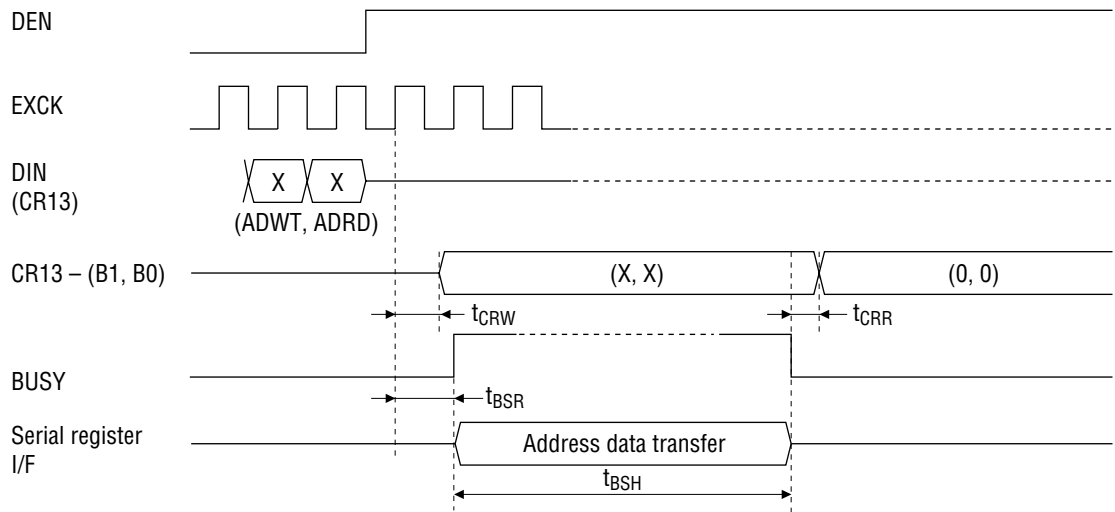 DEN
EXCK
DIN
(CR13)
X X
(ADWT, ADRD)
CR13 – (B1, B0)
(X, X)
(0, 0)
tCRW
tCRR
BUSY
tBSR
Serial register
I/F
Address data transfer
tBSH